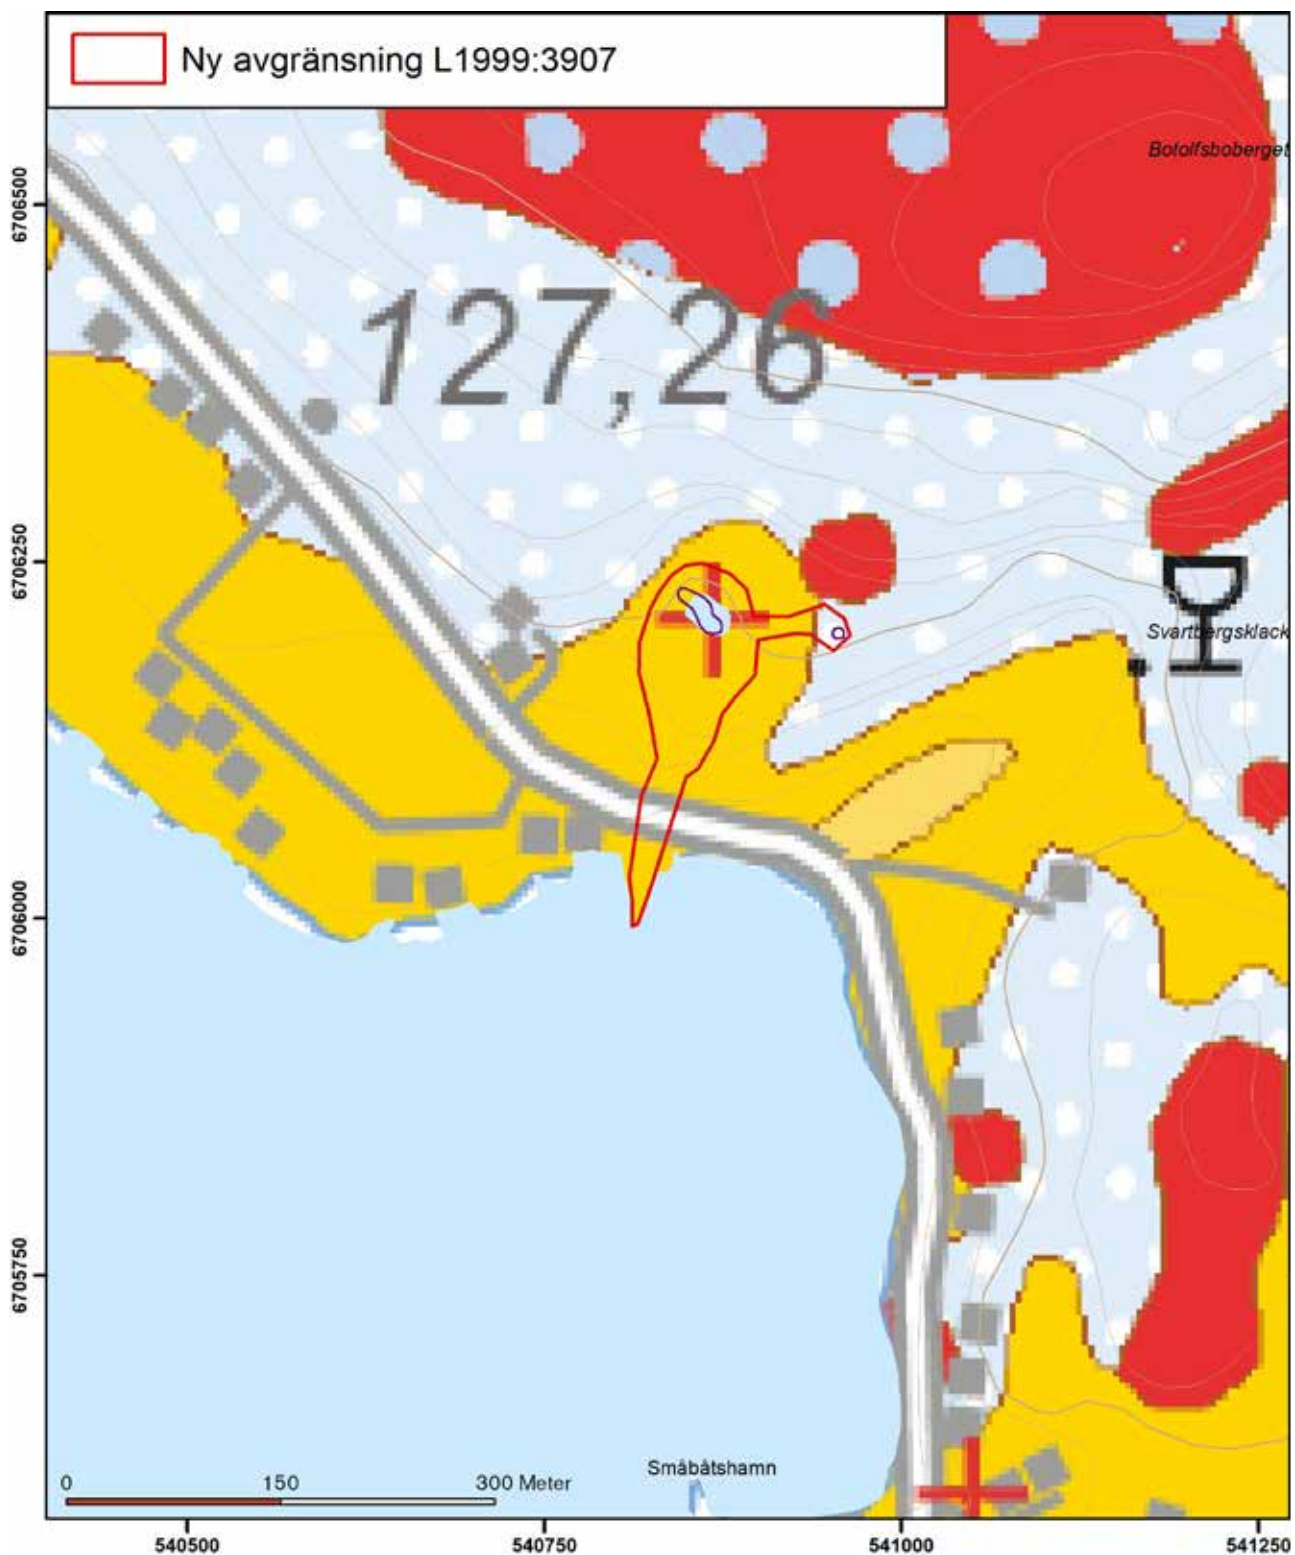 Ny avgränsning L1999:3907
Botolfsboberget
6706500
127,26
6706250
Svartbergsklack
6706000
6705750
Småbåtshamn
0 150 300 Meter
540500 540750 541000 541250